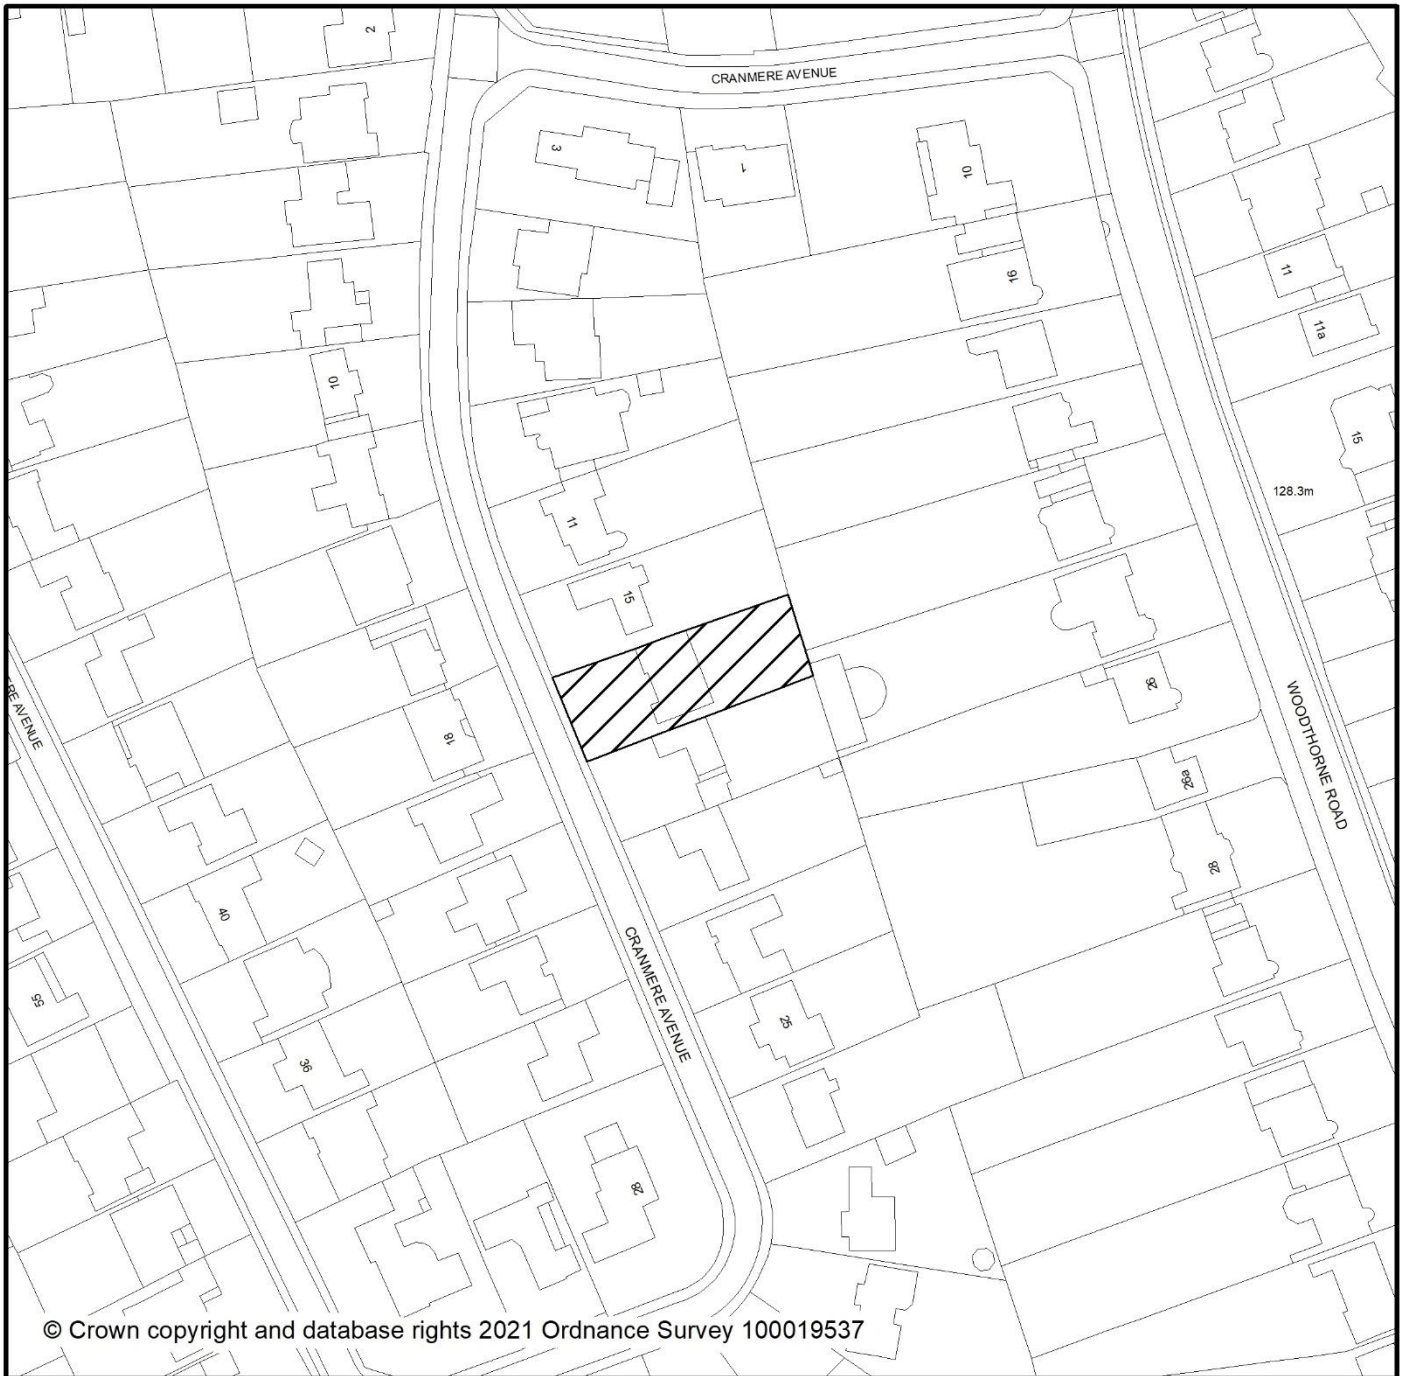 2
CRANMERE AVENUE
3
1
10
16
11
11a
10
15
128.3m
11
15
26
WOODTHORNE ROAD
RE AVENUE
18
26a
28
40
CRANMERE AVENUE
55
25
36
28
© Crown copyright and database rights 2021 Ordnance Survey 100019537